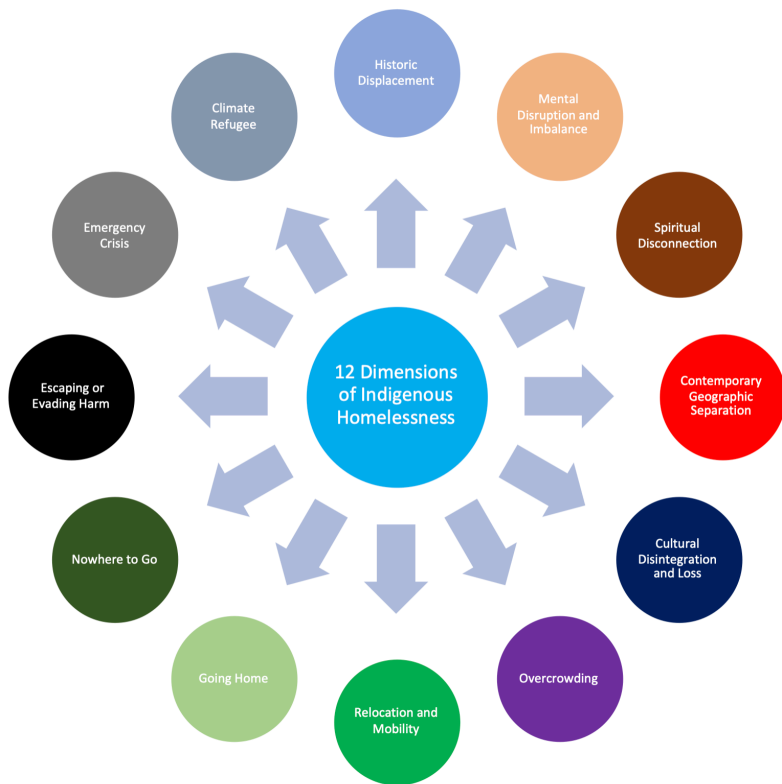 12 Dimensions
of Indigenous
Homelessness
Historic
Displacement
Mental
Disruption and
Imbalance
Spiritual
Disconnection
Contemporary
Geographic
Separation
Cultural
Disintegration
and Loss
Overcrowding
Relocation and
Mobility
Going Home
Nowhere to Go
Escaping or
Evading Harm
Emergency
Crisis
Climate
Refugee